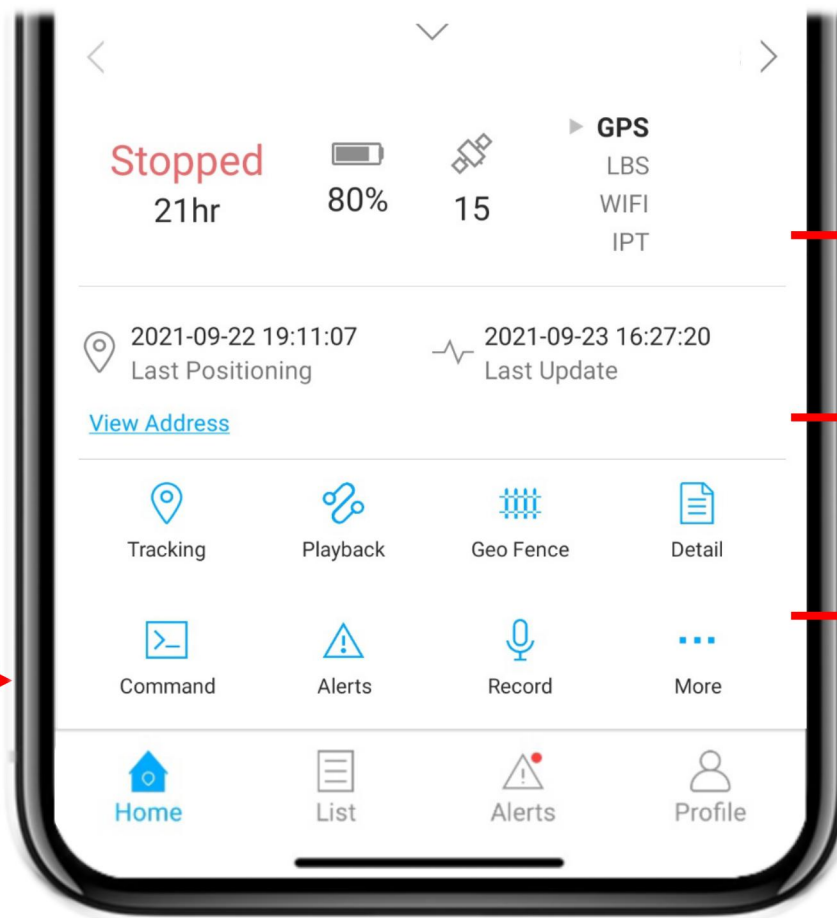 Stopped
21hr
80%
15
GPS
LBS
WIFI
IPT
2021-09-22 19:11:07
Last Positioning
2021-09-23 16:27:20
Last Update
View Address
Tracking
Playback
Geo Fence
Detail
Command
Alerts
Record
More
Home
List
Alerts
Profile